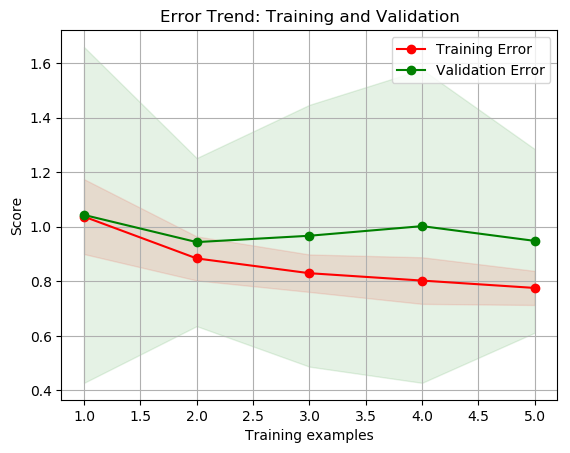 Error Trend: Training and Validation
Training Error
Validation Error
Score
1.6
1.4
1.2
1.0
0.8
0.6
0.4
1.0 1.5 2.0 2.5 3.0 3.5 4.0 4.5 5.0
Training examples